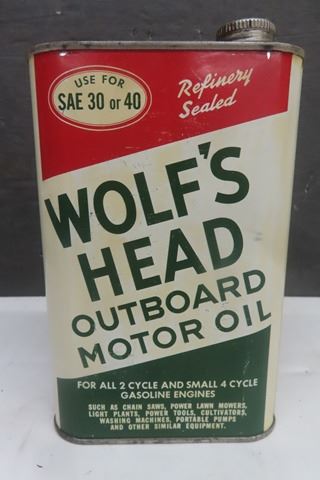 USE FOR
SAE 30 or 40
Refinery
Sealed
WOLF'S
HEAD
OUTBOARD
MOTOR OIL
FOR ALL 2 CYCLE AND SMALL 4 CYCLE
GASOLINE ENGINES
SUCH AS CHAIN SAWS, POWER LAWN MOWERS,
LIGHT PLANTS, POWER TOOLS, CULTIVATORS,
WASHING MACHINES, PORTABLE PUMPS
AND OTHER SIMILAR EQUIPMENT.